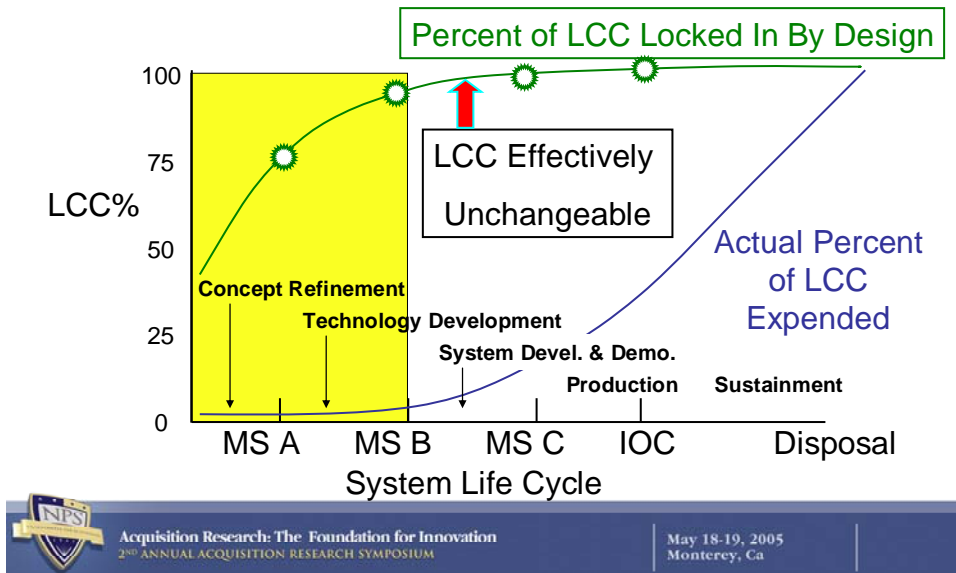 Percent of LCC Locked In By Design
100
75
50
25
0
LCC%
LCC Effectively
Unchangeable
Actual Percent
of LCC
Expended
Concept Refinement
Technology Development
System Devel. & Demo.
Production
Sustainment
MS A
MS B
MS C
IOC
Disposal
System Life Cycle
NPS
Acquisition Research: The Foundation for Innovation
2ND ANNUAL ACQUISITION RESEARCH SYMPOSIUM
May 18-19, 2005
Monterey, Ca